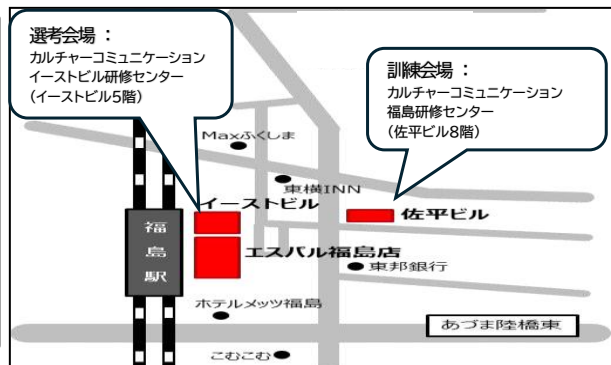 選考会場 ：
カルチャーコミュニケーション
イーストビル研修センター
（イーストビル5階）
訓練会場 ：
カルチャーコミュニケーション
福島研修センター
（佐平ビル8階）
Maxふくしま
東横INN
イーストビル
佐平ビル
福島駅
エスパル福島店
東邦銀行
ホテルメッツ福島
あづま陸橋東
こむこむ